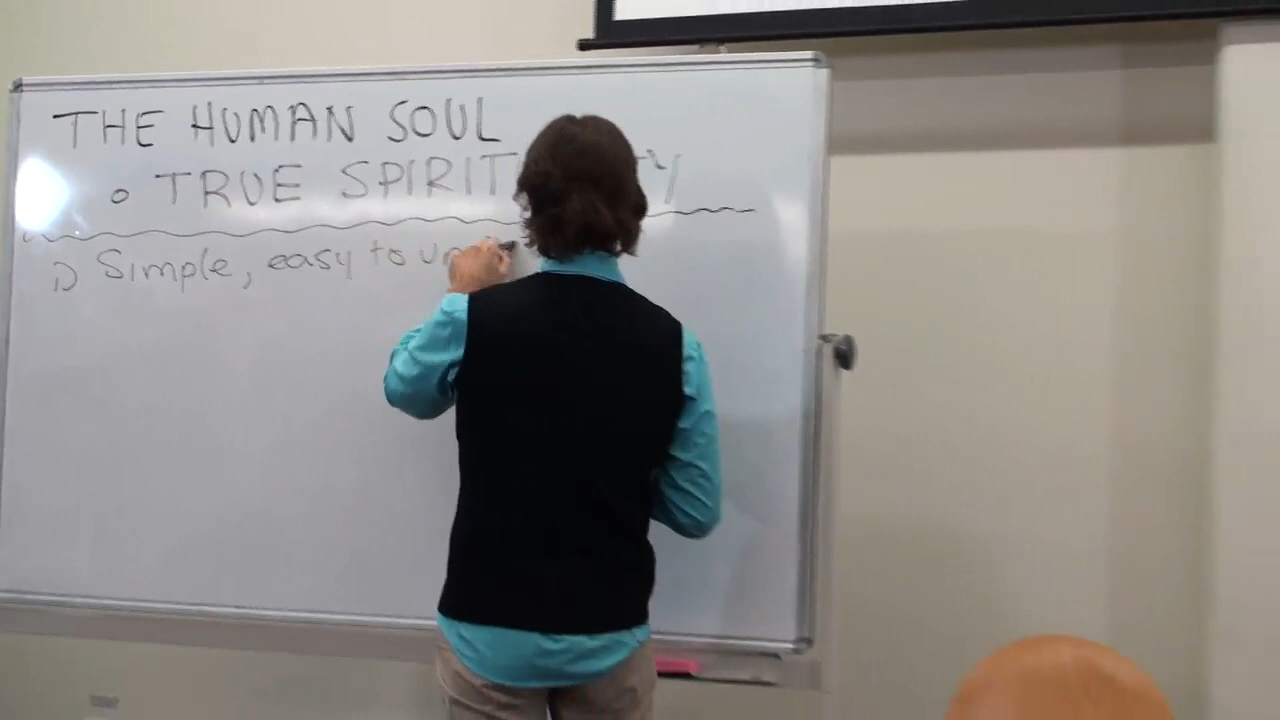 THE HUMAN SOUL
o TRUE SPIRIT
1) Simple, easy to